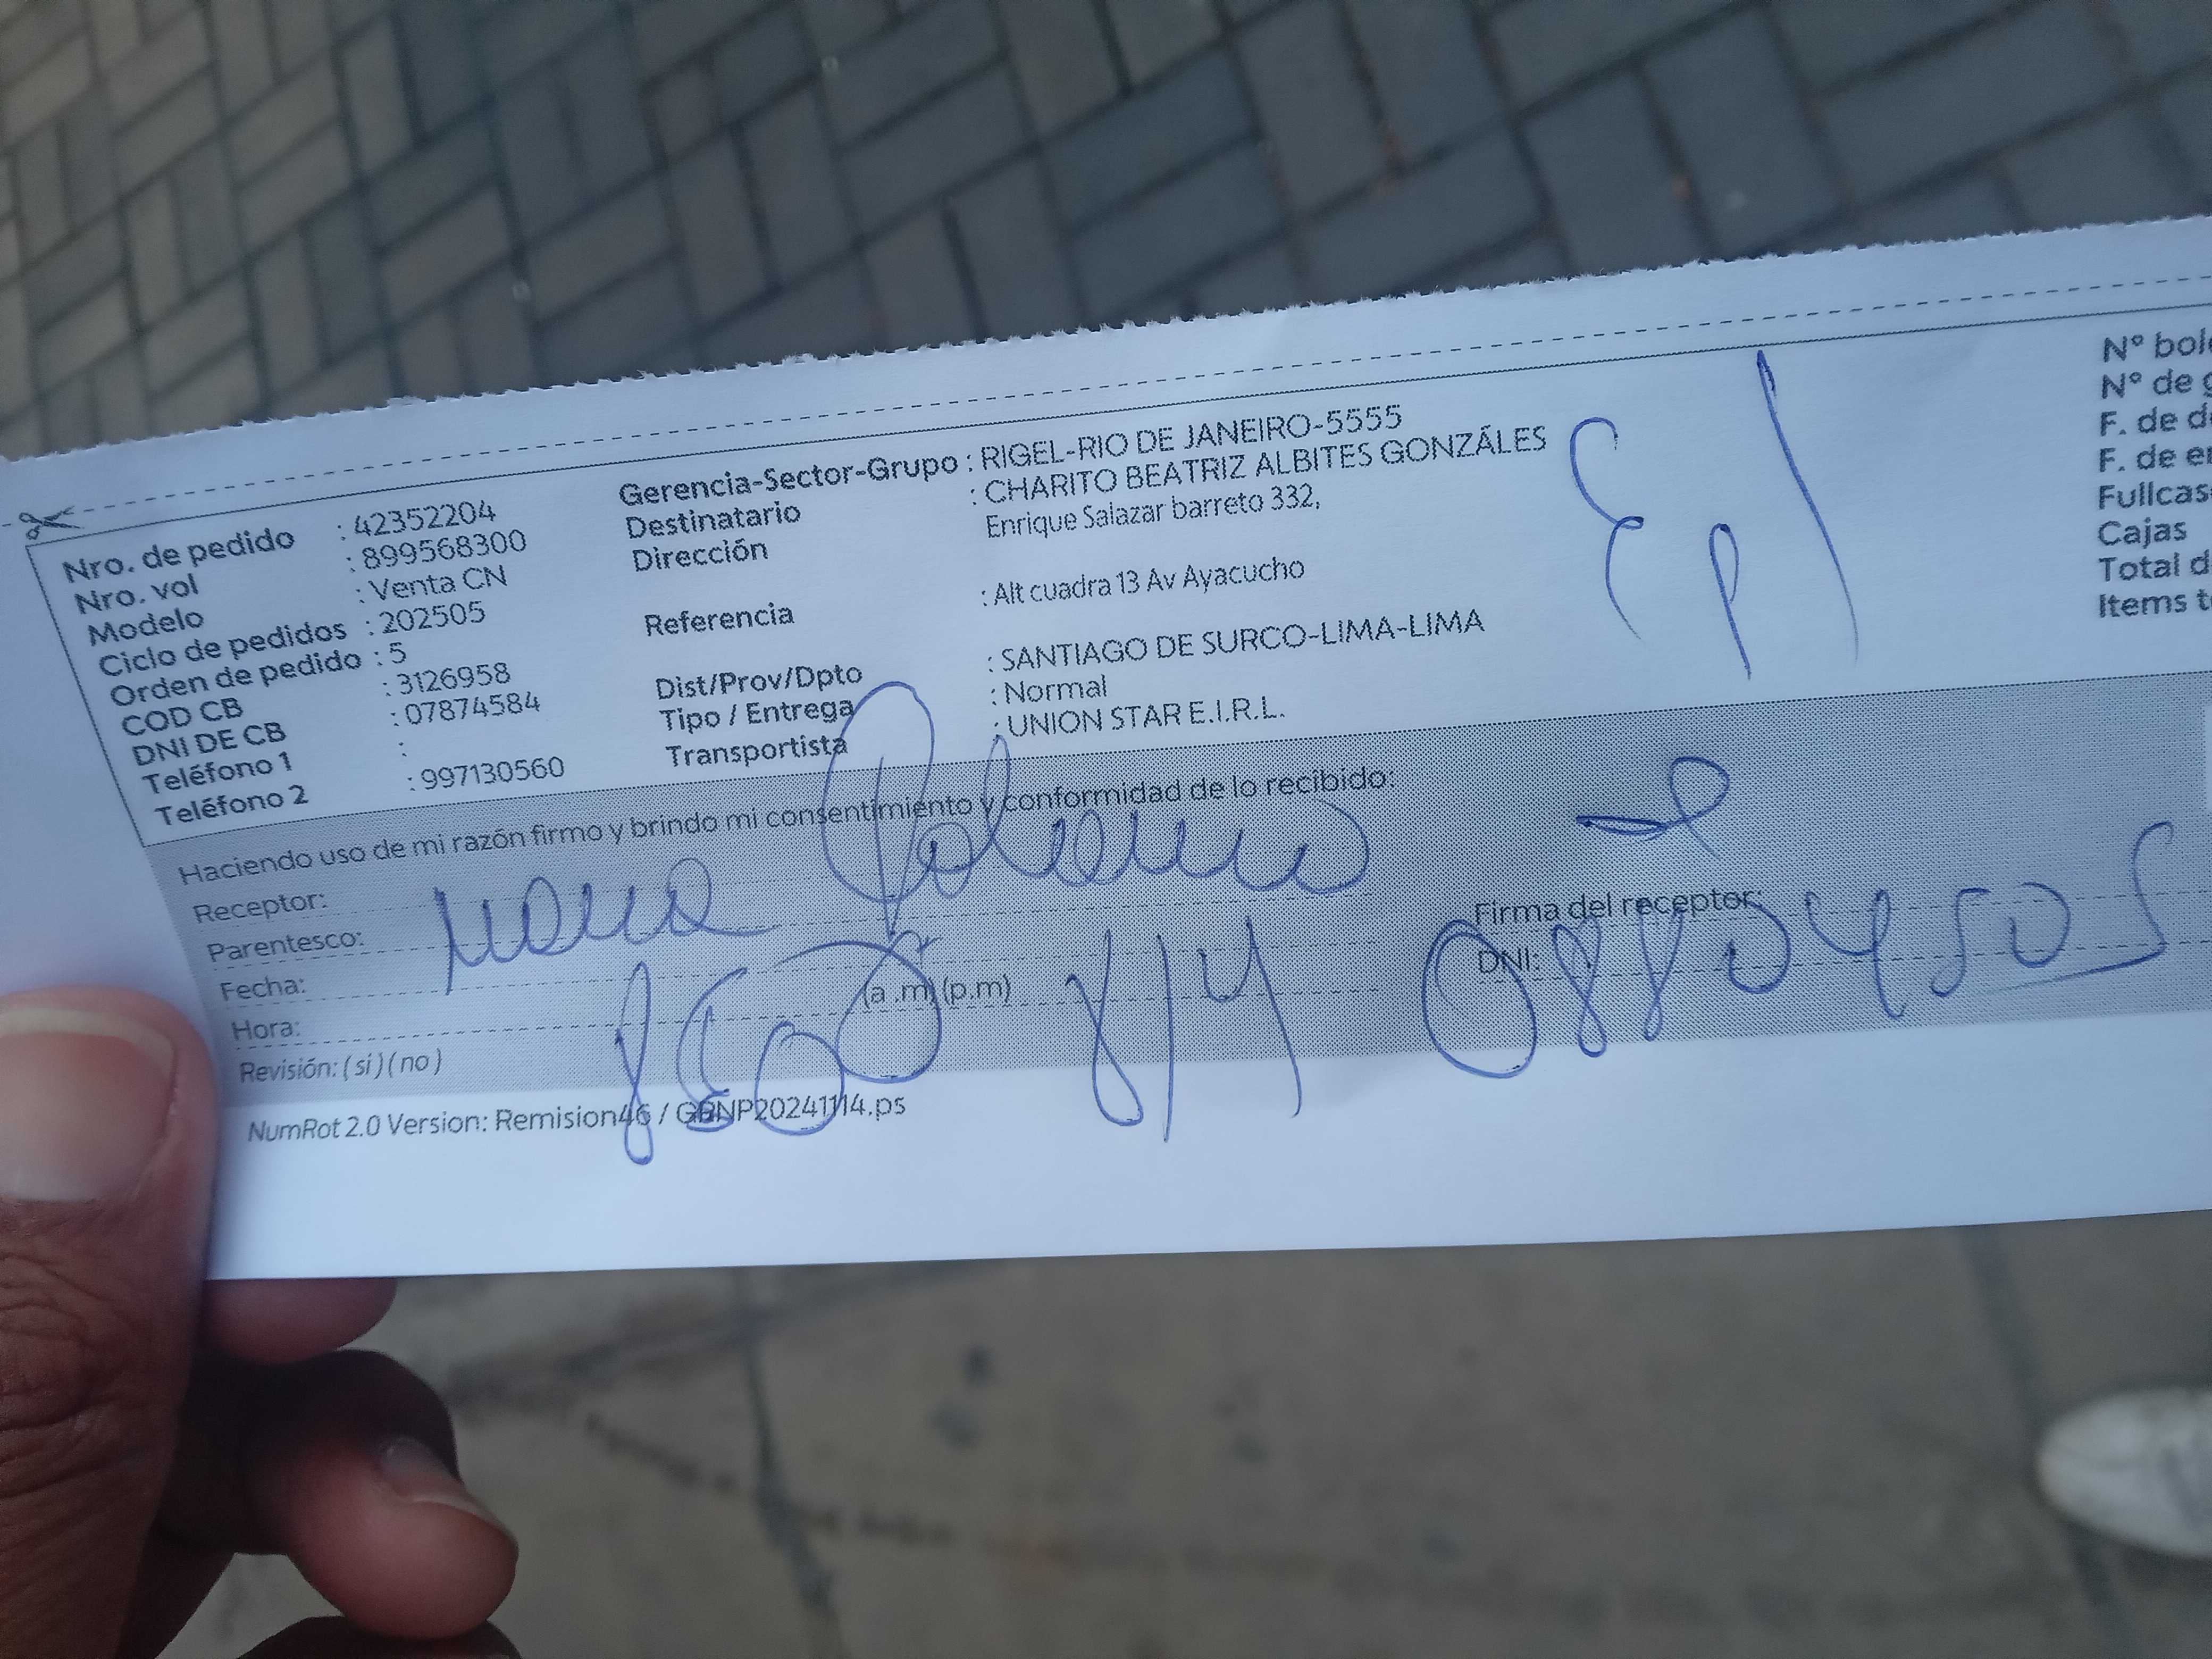 Nro. de pedido : 42352204
Nro. vol : 899568300
Modelo : Venta CN
Ciclo de pedidos : 202505
Orden de pedido : 5
COD CB : 3126958
DNI DE CB : 07874584
Teléfono 1 :
Teléfono 2 : 997130560
Gerencia-Sector-Grupo : RIGEL-RIO DE JANEIRO-5555
Destinatario : CHARITO BEATRIZ ALBITES GONZÁLES
Dirección Enrique Salazar barreto 332,
Referencia : Alt cuadra 13 Av Ayacucho
Dist/Prov/Dpto : SANTIAGO DE SURCO-LIMA-LIMA
Tipo / Entrega : Normal
Transportista : UNION STAR E.I.R.L.
N° bol
N° de
F. de d
F. de e
Fullcas
Cajas
Total d
Items t
Haciendo uso de mi razón firmo y brindo mi consentimiento y conformidad de lo recibido:
Receptor:
Parentesco:
Fecha: 8/4
Hora: (a .m) (p.m)
Revisión: ( si ) ( no )
Firma del receptor:
DNI: 08804505
NumRot 2.0 Version: Remision46 / GBNP20241114.ps